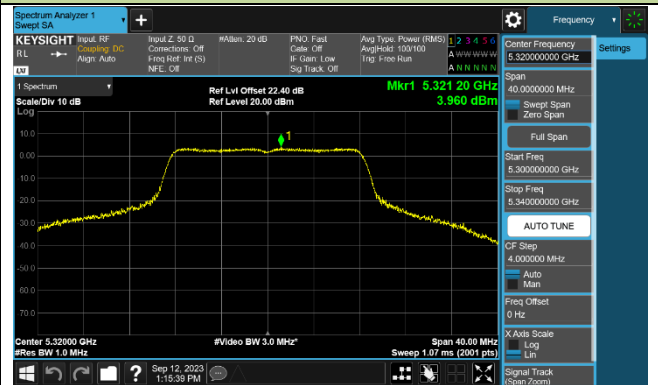 Spectrum Analyzer 1
Swept SA
+
Frequency
KEYSIGHT
RL
LXI
Input: RF
Coupling: DC
Align: Auto
Input Z: 50 Ω
Corrections: Off
Freq Ref: Int (S)
NFE: Off
#Atten: 20 dB
PNO: Fast
Gate: Off
IF Gain: Low
Sig Track: Off
Avg Type: Power (RMS)
Avg|Hold: 100/100
Trig: Free Run
1 2 3 4 5 6
A W W W W W
A N N N N N
1 Spectrum
Scale/Div 10 dB
Log
Ref Lvl Offset 22.40 dB
Ref Level 20.00 dBm
Mkr1 5.321 20 GHz
3.960 dBm
1
10.0
0.00
-10.0
-20.0
-30.0
-40.0
-50.0
-60.0
-70.0
Center 5.32000 GHz
#Res BW 1.0 MHz
#Video BW 3.0 MHz*
Span 40.00 MHz
Sweep 1.07 ms (2001 pts)
Sep 12, 2023
1:15:39 PM
Center Frequency
5.320000000 GHz
Span
40.0000000 MHz
Swept Span
Zero Span
Full Span
Start Freq
5.300000000 GHz
Stop Freq
5.340000000 GHz
AUTO TUNE
CF Step
4.000000 MHz
Auto
Man
Freq Offset
0 Hz
X Axis Scale
Log
Lin
Signal Track
(Span Zoom)
Settings